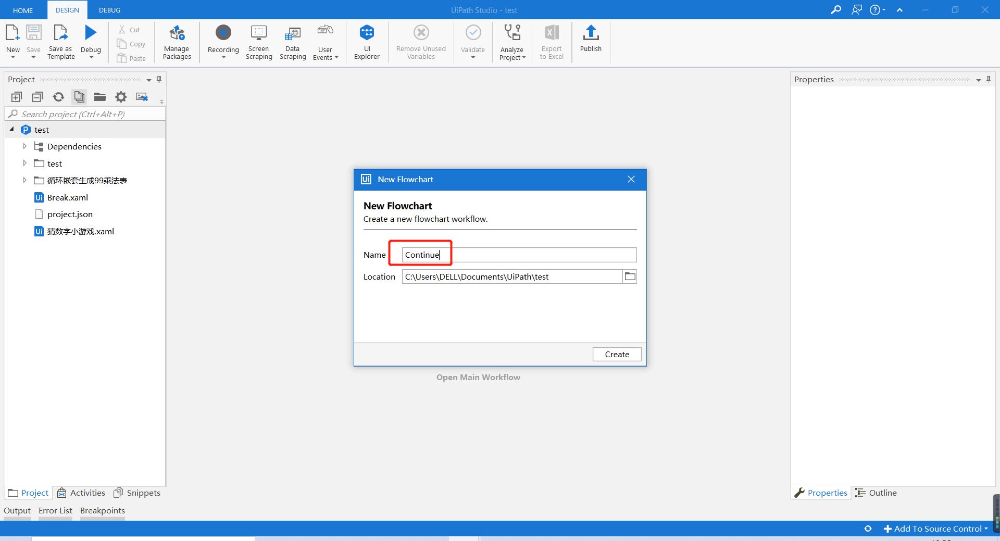 HOME DESIGN DEBUG UiPath Studio - test
New Save Save as Template Debug
Cut
Copy
Paste
Manage Packages
Recording Screen Scraping Data Scraping User Events
UI Explorer
Remove Unused Variables
Validate
Analyze Project
Export to Excel
Publish
Project
Search project (Ctrl+Alt+P)
test
Dependencies
test
循环嵌套生成99乘法表
Ui Break.xaml
project.json
Ui 猜数字小游戏.xaml
Ui New Flowchart
New Flowchart
Create a new flowchart workflow.
Name Continue
Location C:\Users\DELL\Documents\UiPath\test
Create
Open Main Workflow
Properties
Project Activities Snippets
Properties Outline
Output Error List Breakpoints
Add To Source Control